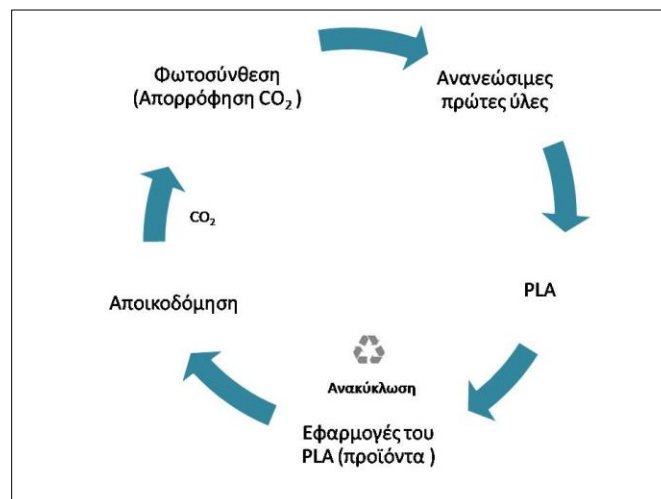 Φωτοσύνθεση
(Απορρόφηση CO₂ )
Ανανεώσιμες
πρώτες ύλες
CO₂
Αποικοδόμηση
PLA
Ανακύκλωση
Εφαρμογές του
PLA (προϊόντα )